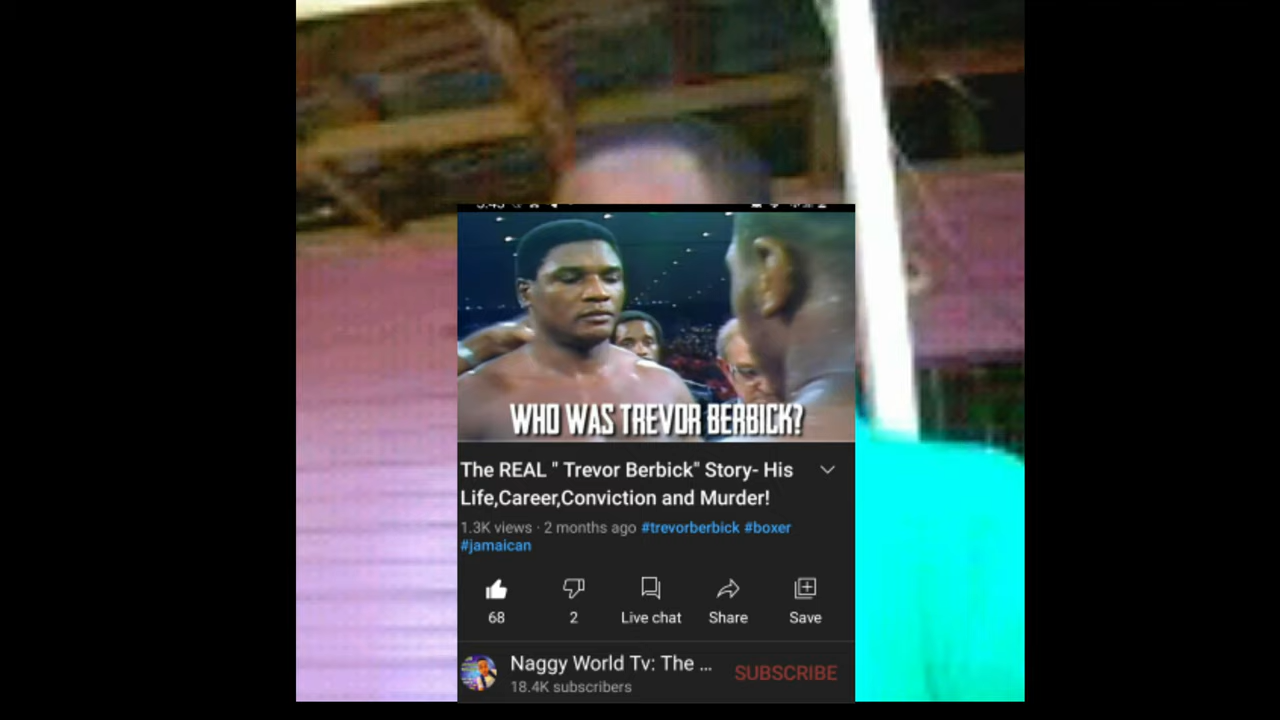 WHO WAS TREVOR BERBICK?
The REAL " Trevor Berbick" Story- His
Life,Career,Conviction and Murder!
1.3K views · 2 months ago #trevorberbick #boxer
#jamaican
68
2
Live chat
Share
Save
Naggy World Tv: The ...
SUBSCRIBE
18.4K subscribers